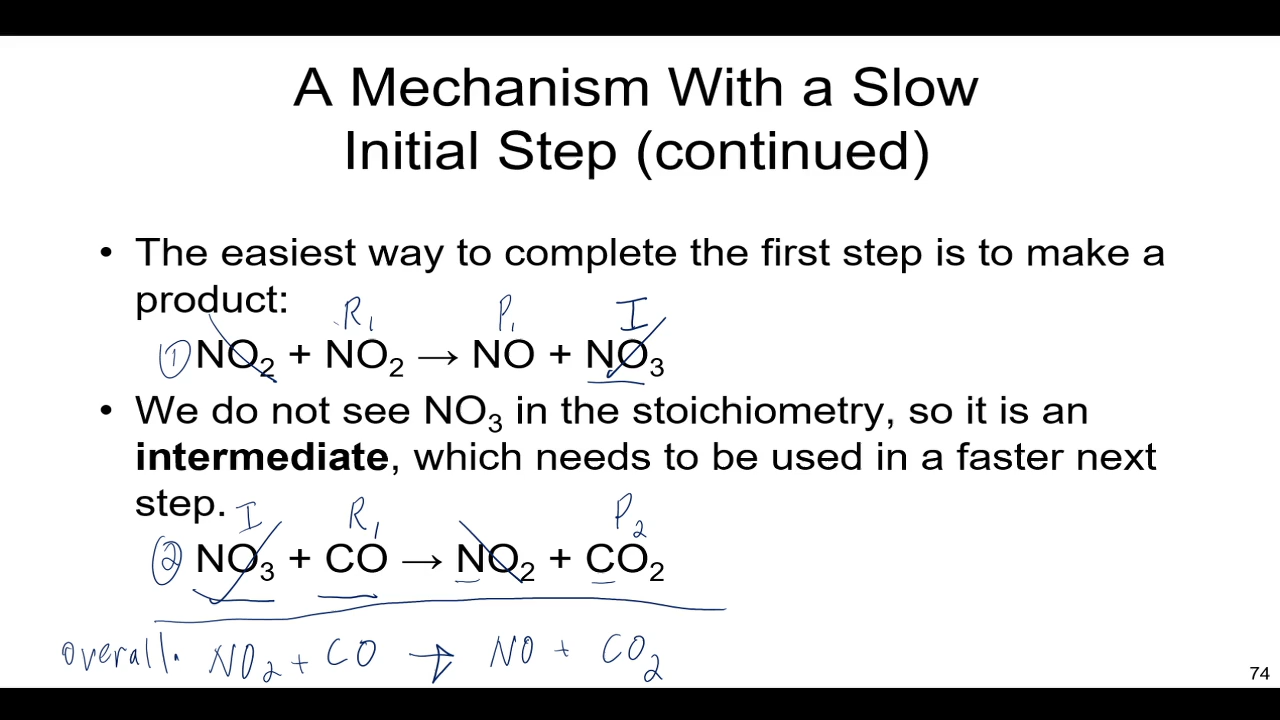 A Mechanism With a Slow
Initial Step (continued)
• The easiest way to complete the first step is to make a
product:
R₁ P₁ I
① NO₂ + NO₂ → NO + NO₃
• We do not see NO₃ in the stoichiometry, so it is an
intermediate, which needs to be used in a faster next
step.
I R₁ P₂
② NO₃ + CO → NO₂ + CO₂
overall. NO₂ + CO → NO + CO₂
74